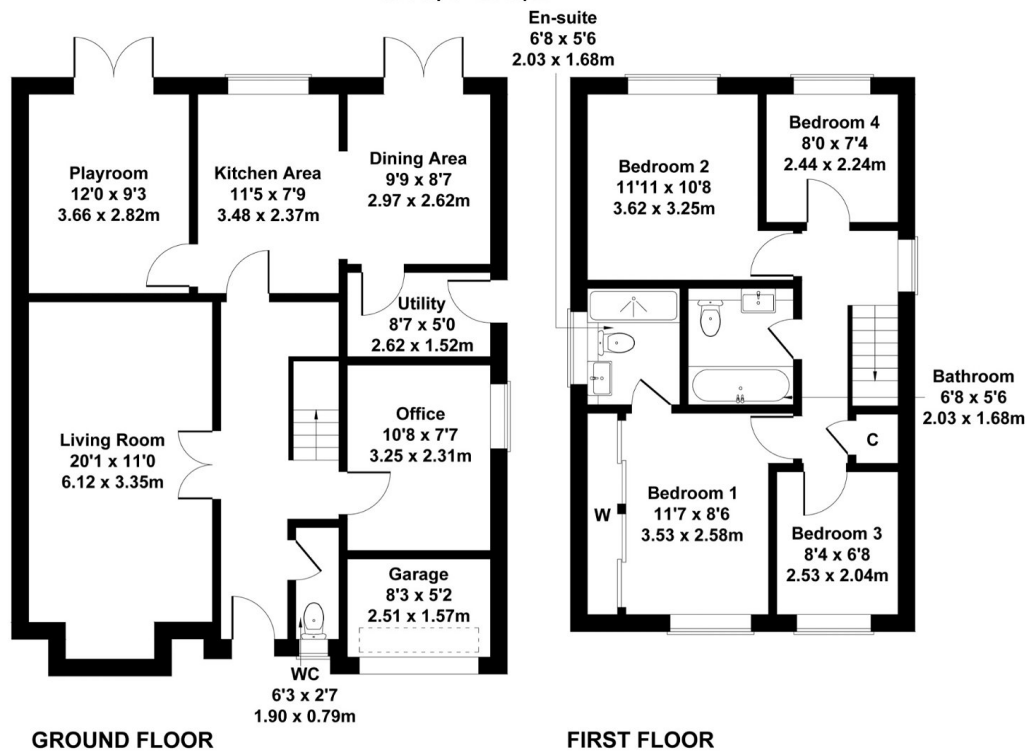 En-suite
6'8 x 5'6
2.03 x 1.68m
Playroom
12'0 x 9'3
3.66 x 2.82m
Kitchen Area
11'5 x 7'9
3.48 x 2.37m
Dining Area
9'9 x 8'7
2.97 x 2.62m
Utility
8'7 x 5'0
2.62 x 1.52m
Living Room
20'1 x 11'0
6.12 x 3.35m
Office
10'8 x 7'7
3.25 x 2.31m
Garage
8'3 x 5'2
2.51 x 1.57m
WC
6'3 x 2'7
1.90 x 0.79m
GROUND FLOOR
Bedroom 2
11'11 x 10'8
3.62 x 3.25m
Bedroom 4
8'0 x 7'4
2.44 x 2.24m
Bathroom
6'8 x 5'6
2.03 x 1.68m
C
W
Bedroom 1
11'7 x 8'6
3.53 x 2.58m
Bedroom 3
8'4 x 6'8
2.53 x 2.04m
FIRST FLOOR